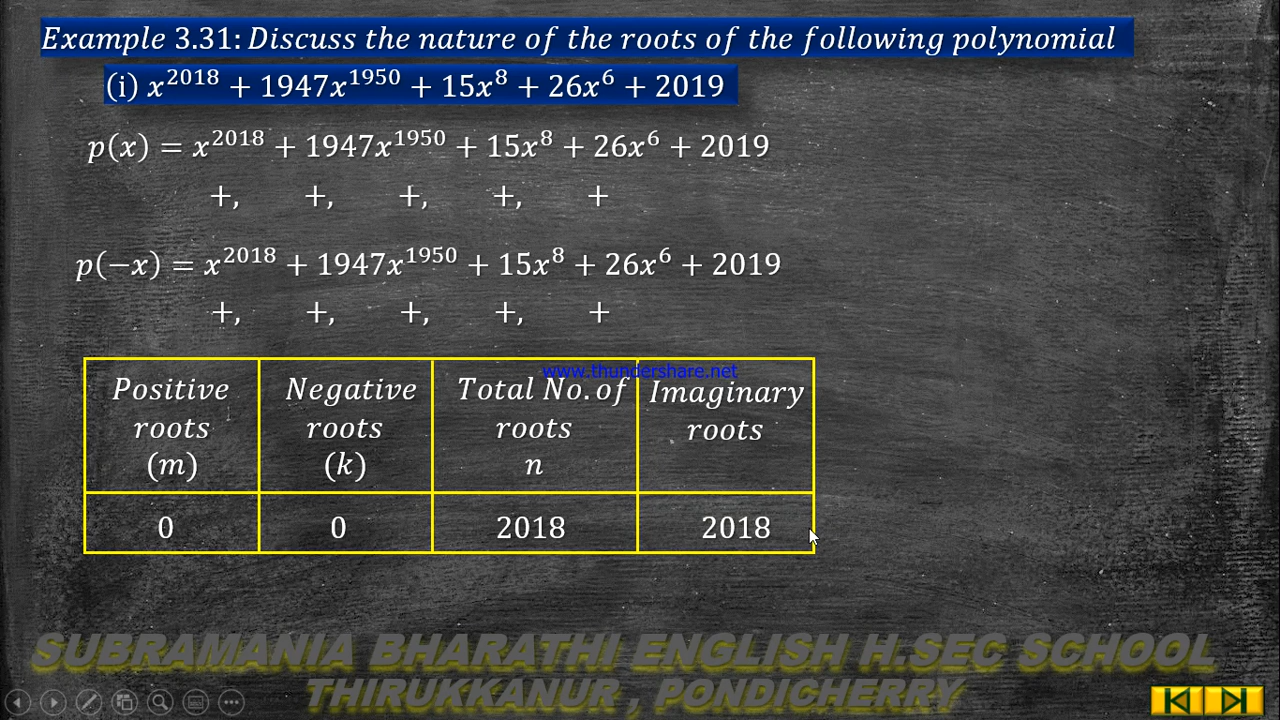 Example 3.31: Discuss the nature of the roots of the following polynomial
(i) x^2018 + 1947x^1950 + 15x^8 + 26x^6 + 2019
p(x) = x^2018 + 1947x^1950 + 15x^8 + 26x^6 + 2019
+, +, +, +, +
p(−x) = x^2018 + 1947x^1950 + 15x^8 + 26x^6 + 2019
+, +, +, +, +
www.thundershare.net
Positive roots (m) Negative roots (k) Total No. of roots n Imaginary roots
0 0 2018 2018
SUBRAMANIA BHARATHI ENGLISH H.SEC SCHOOL
THIRUKKANUR , PONDICHERRY